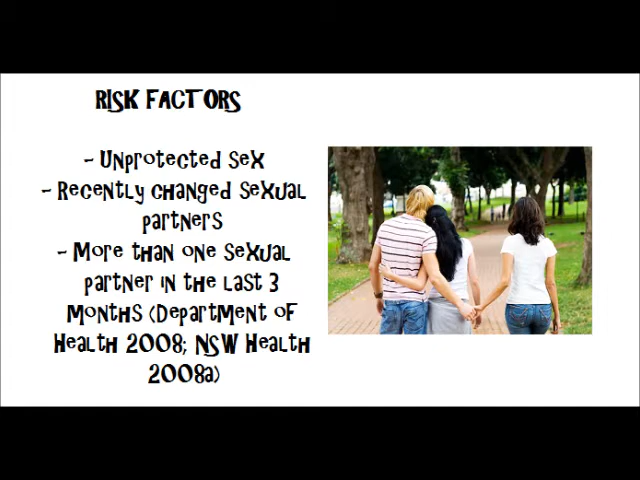 RISK FACTORS
- Unprotected sex
- Recently changed sexual
partners
- More than one sexual
partner in the last 3
months (Department of
Health 2008; NSW Health
2008a)